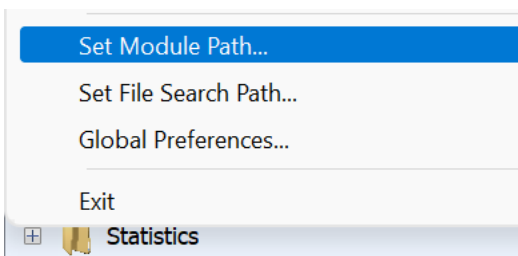 Set Module Path...
Set File Search Path...
Global Preferences...
Exit
Statistics